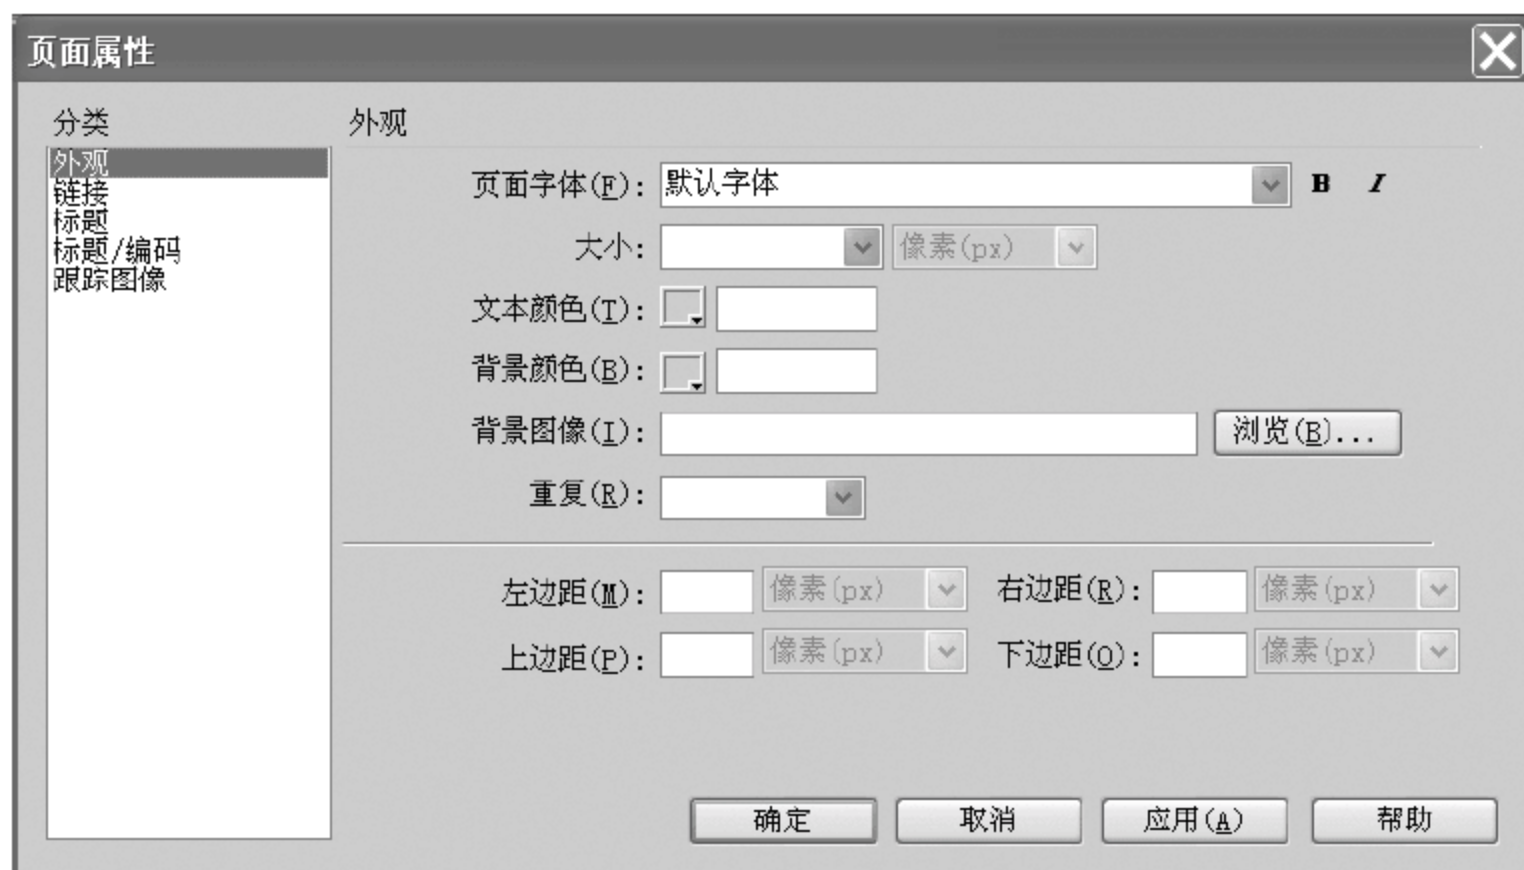 页面属性
分类
外观
链接
标题
标题/编码
跟踪图像
外观
页面字体(F): 默认字体 B I
大小: 像素(px)
文本颜色(T):
背景颜色(B):
背景图像(I): 浏览(B)...
重复(R):
左边距(M): 像素(px) 右边距(R): 像素(px)
上边距(P): 像素(px) 下边距(O): 像素(px)
确定 取消 应用(A) 帮助